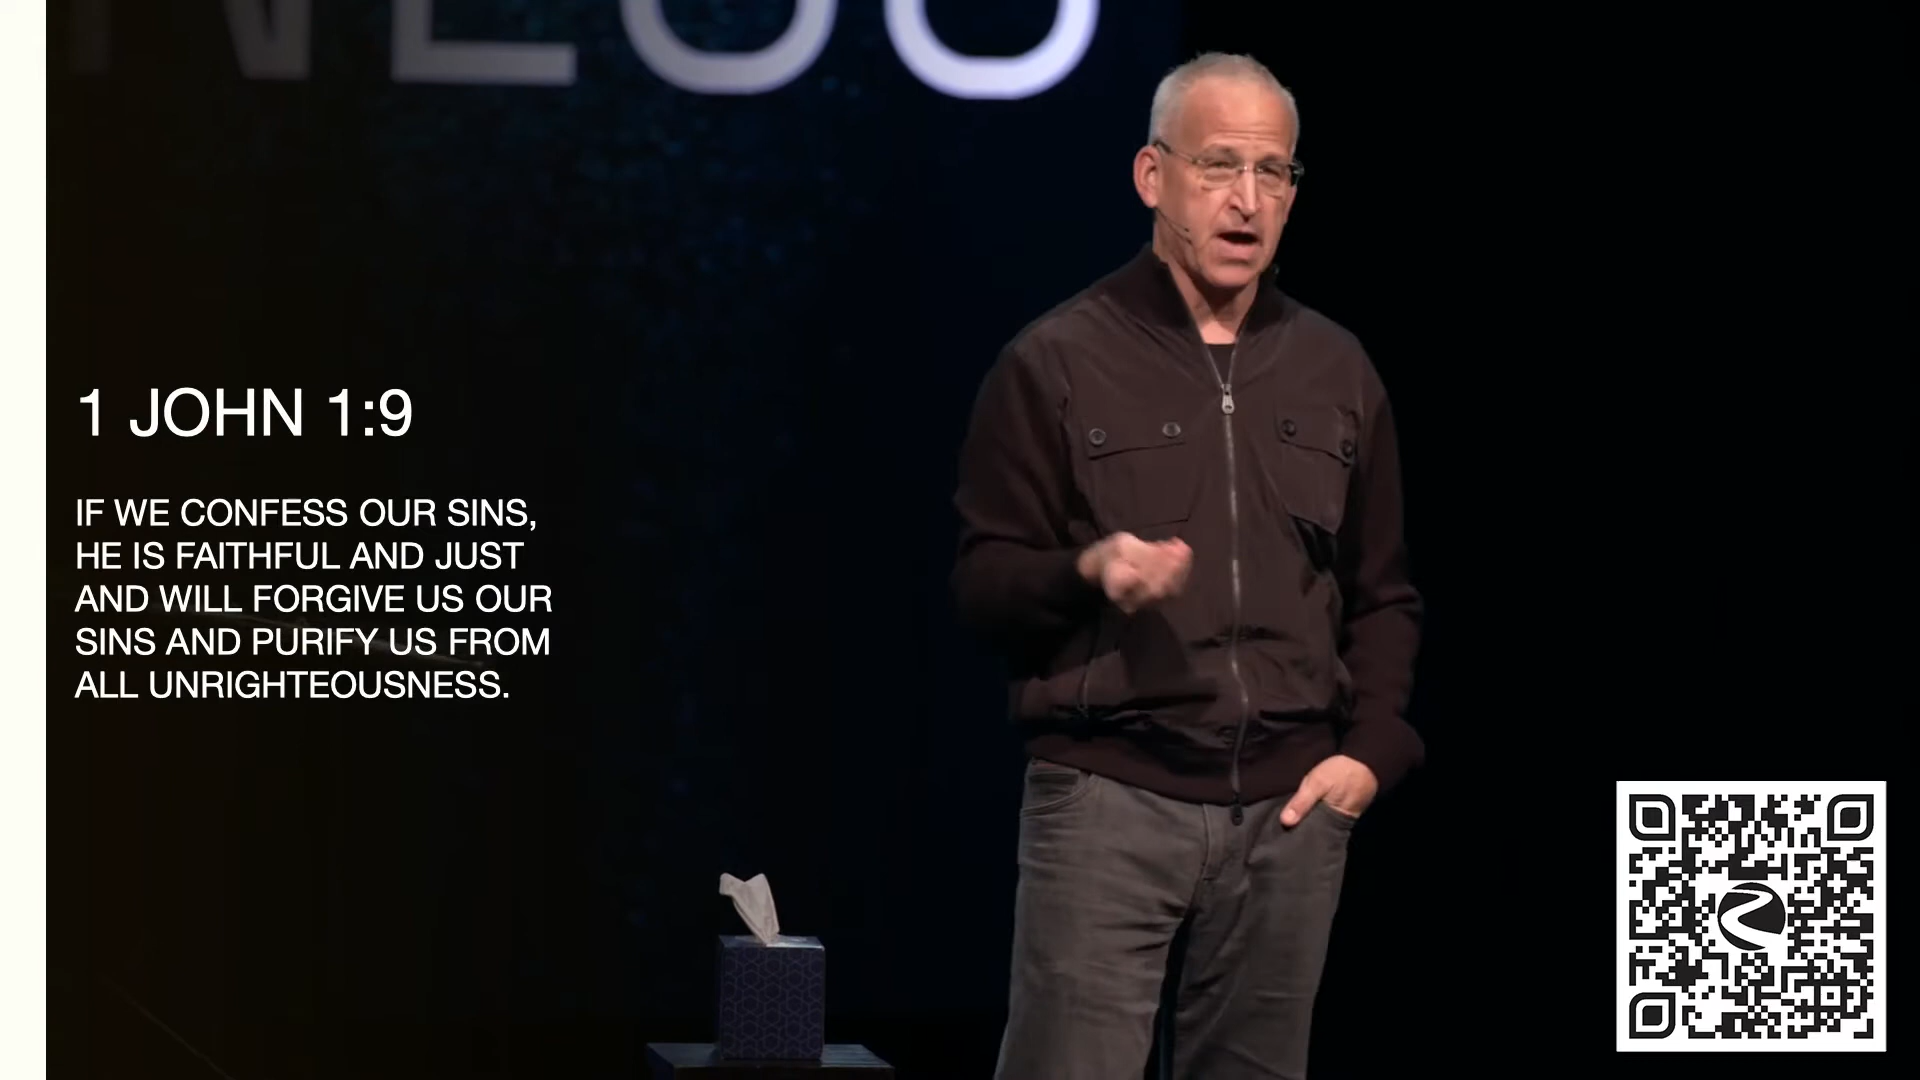 1 JOHN 1:9
IF WE CONFESS OUR SINS,
HE IS FAITHFUL AND JUST
AND WILL FORGIVE US OUR
SINS AND PURIFY US FROM
ALL UNRIGHTEOUSNESS.